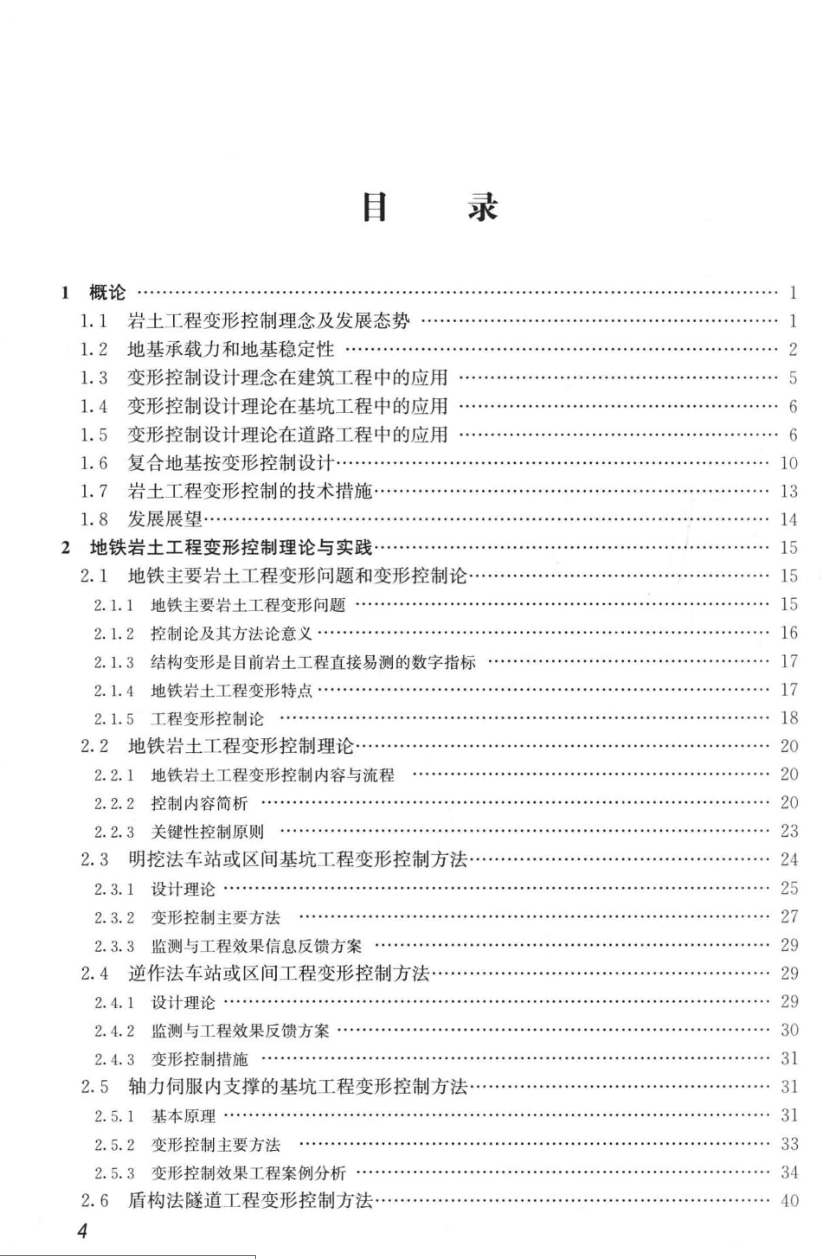 目 录
1 概论 …… 1
1.1 岩土工程变形控制理念及发展态势 …… 1
1.2 地基承载力和地基稳定性 …… 2
1.3 变形控制设计理念在建筑工程中的应用 …… 5
1.4 变形控制设计理论在基坑工程中的应用 …… 6
1.5 变形控制设计理论在道路工程中的应用 …… 6
1.6 复合地基按变形控制设计 …… 10
1.7 岩土工程变形控制的技术措施 …… 13
1.8 发展展望 …… 14
2 地铁岩土工程变形控制理论与实践 …… 15
2.1 地铁主要岩土工程变形问题和变形控制论 …… 15
2.1.1 地铁主要岩土工程变形问题 …… 15
2.1.2 控制论及其方法论意义 …… 16
2.1.3 结构变形是目前岩土工程直接易测的数字指标 …… 17
2.1.4 地铁岩土工程变形特点 …… 17
2.1.5 工程变形控制论 …… 18
2.2 地铁岩土工程变形控制理论 …… 20
2.2.1 地铁岩土工程变形控制内容与流程 …… 20
2.2.2 控制内容简析 …… 20
2.2.3 关键性控制原则 …… 23
2.3 明挖法车站或区间基坑工程变形控制方法 …… 24
2.3.1 设计理论 …… 25
2.3.2 变形控制主要方法 …… 27
2.3.3 监测与工程效果信息反馈方案 …… 29
2.4 逆作法车站或区间工程变形控制方法 …… 29
2.4.1 设计理论 …… 29
2.4.2 监测与工程效果反馈方案 …… 30
2.4.3 变形控制措施 …… 31
2.5 轴力伺服内支撑的基坑工程变形控制方法 …… 31
2.5.1 基本原理 …… 31
2.5.2 变形控制主要方法 …… 33
2.5.3 变形控制效果工程案例分析 …… 34
2.6 盾构法隧道工程变形控制方法 …… 40
4